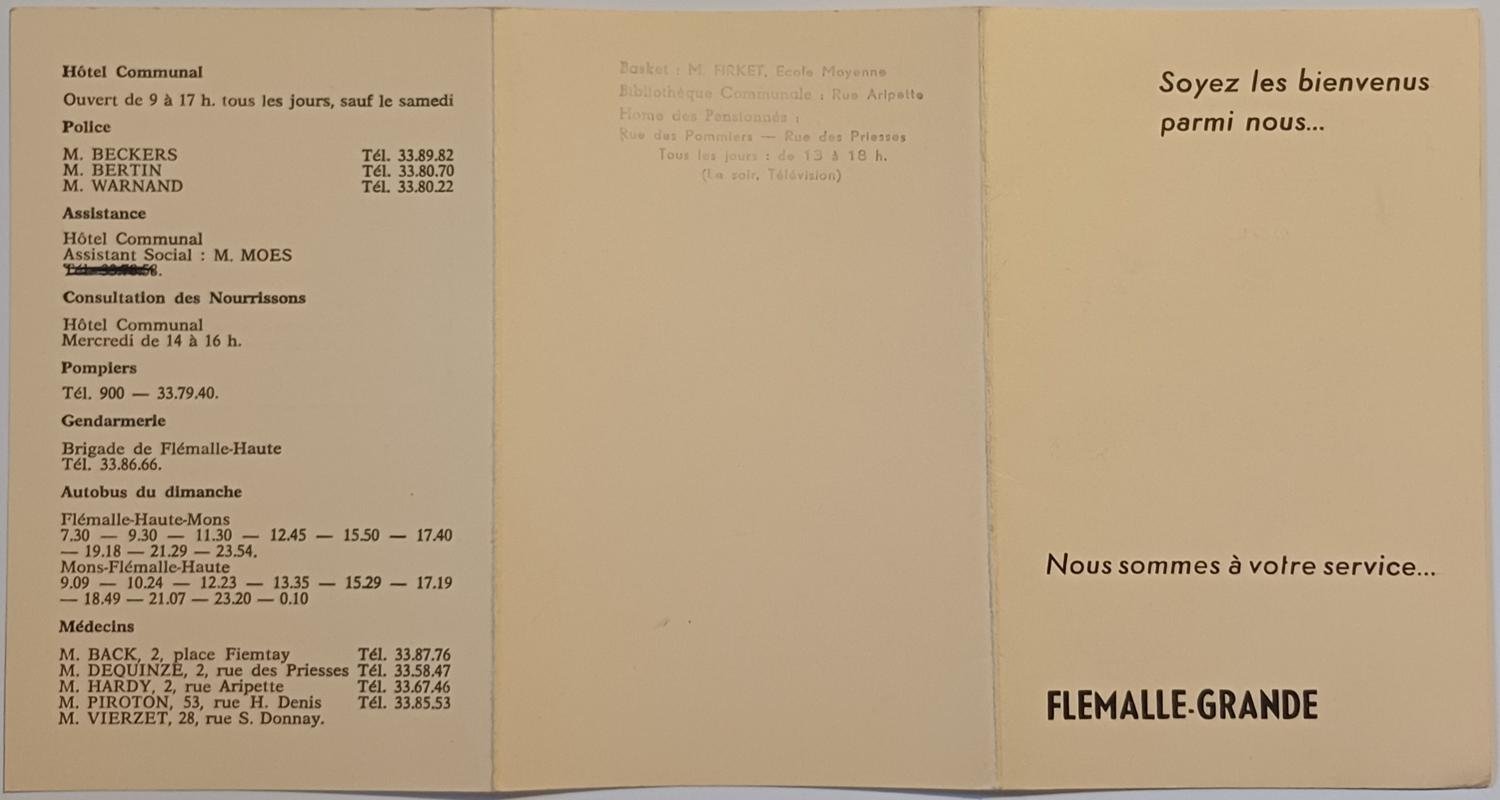 Hôtel Communal
Ouvert de 9 à 17 h. tous les jours, sauf le samedi
Police
M. BECKERS Tél. 33.89.82
M. BERTIN Tél. 33.80.70
M. WARNAND Tél. 33.80.22
Assistance
Hôtel Communal
Assistant Social : M. MOES
Consultation des Nourrissons
Hôtel Communal
Mercredi de 14 à 16 h.
Pompiers
Tél. 900 — 33.79.40.
Gendarmerie
Brigade de Flémalle-Haute
Tél. 33.86.66.
Autobus du dimanche
Flémalle-Haute-Mons
7.30 — 9.30 — 11.30 — 12.45 — 15.50 — 17.40
— 19.18 — 21.29 — 23.54.
Mons-Flémalle-Haute
9.09 — 10.24 — 12.23 — 13.35 — 15.29 — 17.19
— 18.49 — 21.07 — 23.20 — 0.10
Médecins
M. BACK, 2, place Fiemtay Tél. 33.87.76
M. DEQUINZE, 2, rue des Priesses Tél. 33.58.47
M. HARDY, 2, rue Aripette Tél. 33.67.46
M. PIROTON, 53, rue H. Denis Tél. 33.85.53
M. VIERZET, 28, rue S. Donnay.
Basket : M. FIRKET, Ecole Moyenne
Bibliothèque Communale : Rue Aripette
Home des Pensionnés :
Rue des Pommiers — Rue des Priesses
Tous les jours : de 13 à 18 h.
(Le soir, Télévision)
Soyez les bienvenus
parmi nous...
Nous sommes à votre service...
FLEMALLE-GRANDE